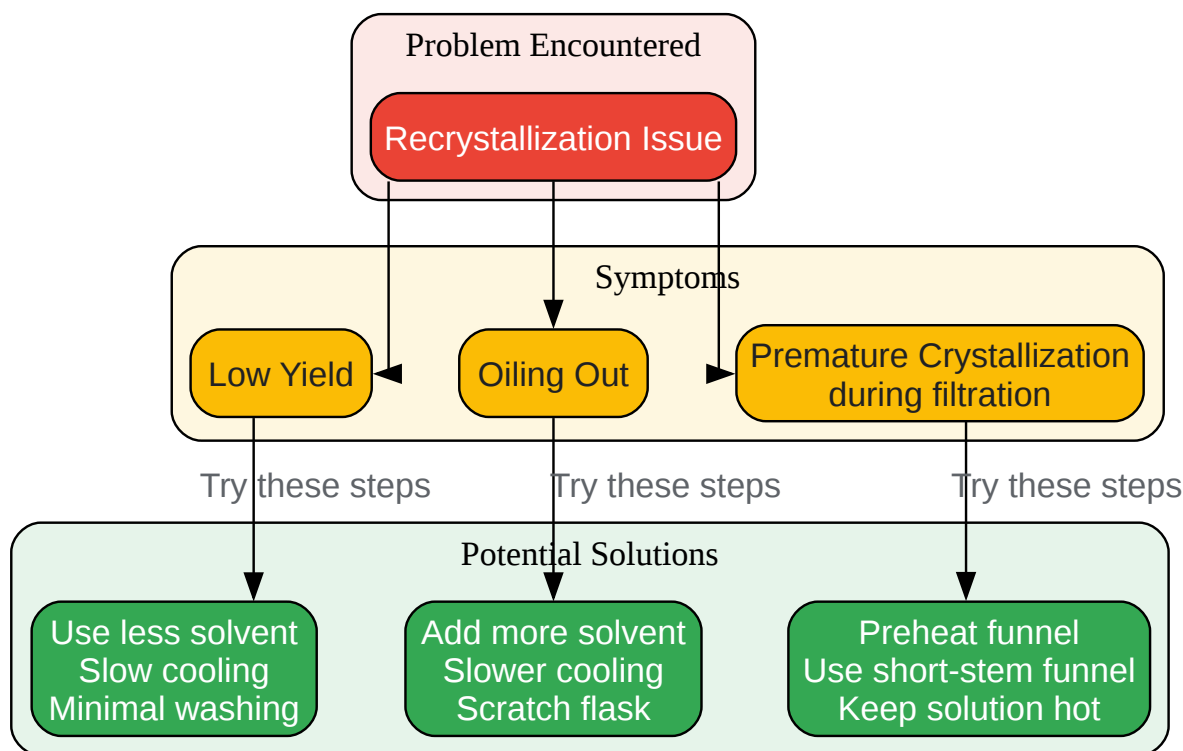 Problem Encountered
Recrystallization Issue
Symptoms
Low Yield
Oiling Out
Premature Crystallization
during filtration
Try these steps
Try these steps
Try these steps
Potential Solutions
Use less solvent
Slow cooling
Minimal washing
Add more solvent
Slower cooling
Scratch flask
Preheat funnel
Use short-stem funnel
Keep solution hot